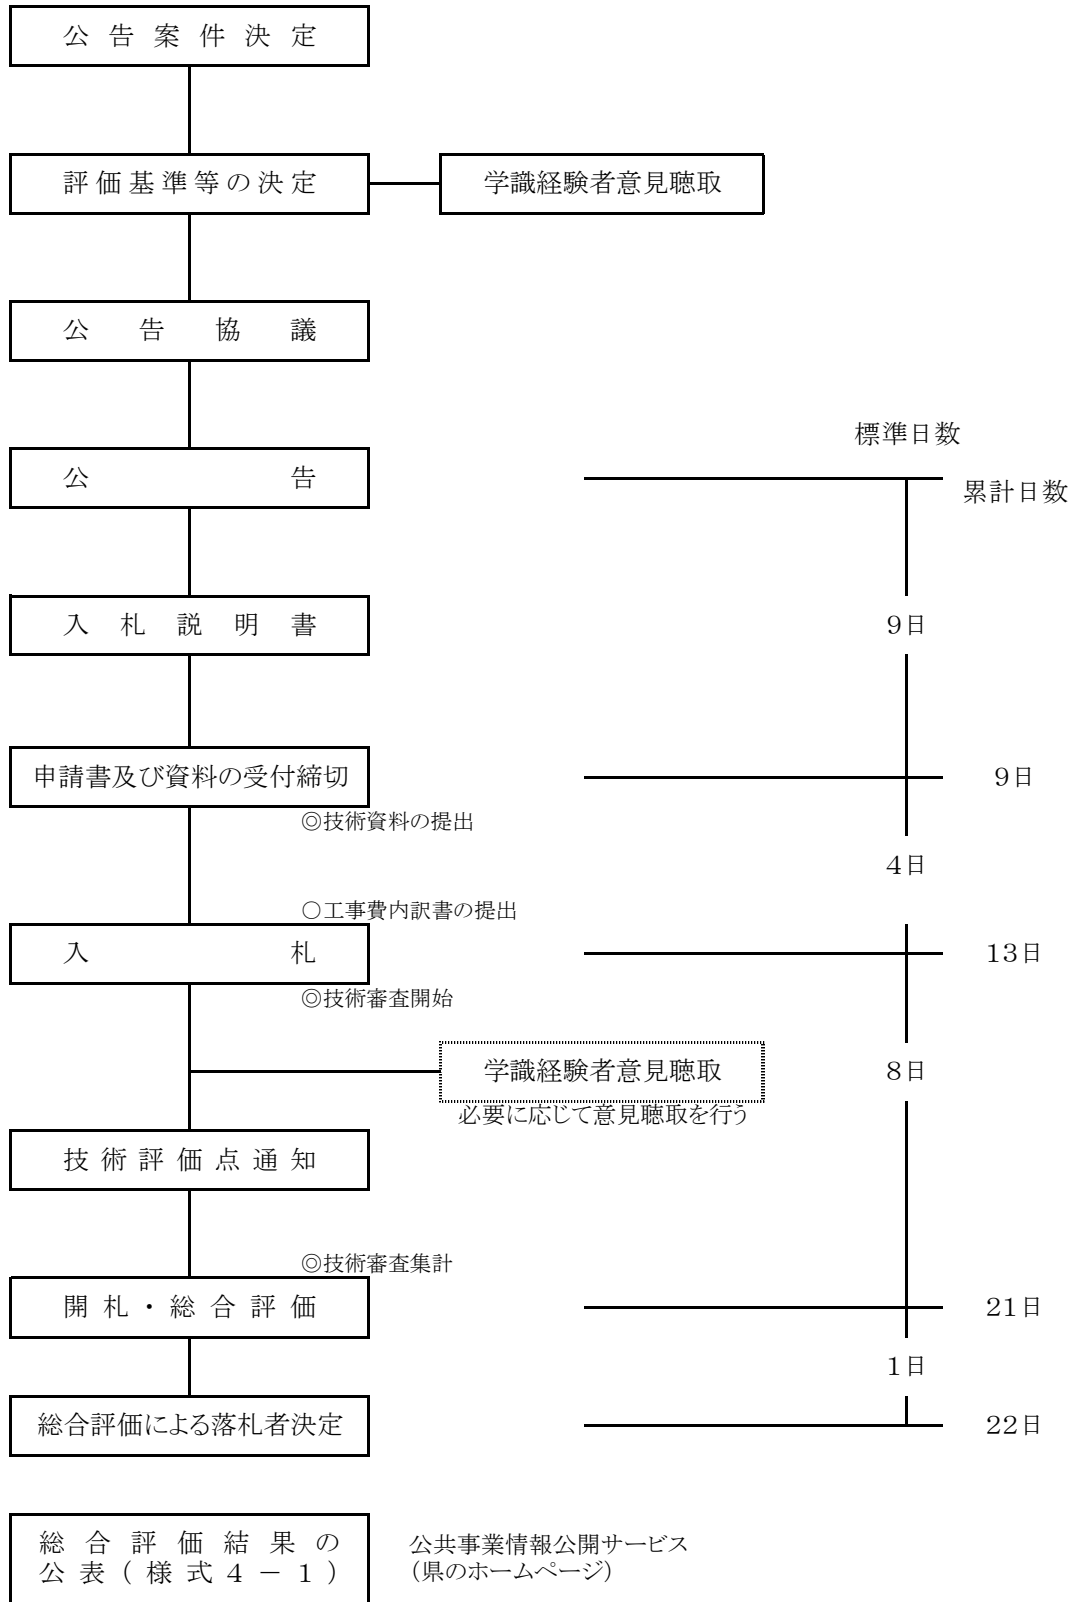 公告案件決定
評価基準等の決定
学識経験者意見聴取
公告協議
標準日数
公告
累計日数
入札説明書
9日
申請書及び資料の受付締切
9日
◎技術資料の提出
4日
○工事費内訳書の提出
入札
13日
◎技術審査開始
学識経験者意見聴取
8日
必要に応じて意見聴取を行う
技術評価点通知
◎技術審査集計
開札・総合評価
21日
1日
総合評価による落札者決定
22日
総合評価結果の
公表(様式4-1)
公共事業情報公開サービス
(県のホームページ)